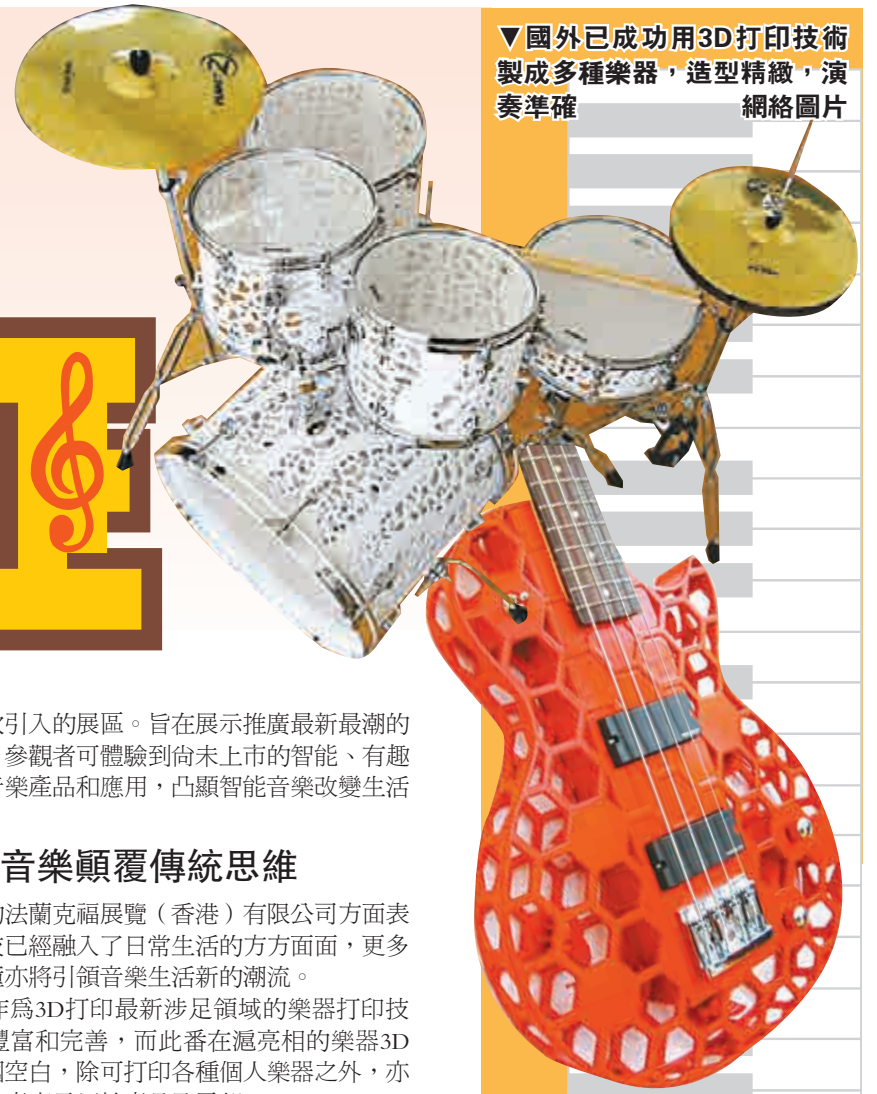 ▼國外已成功用3D打印技術
製成多種樂器，造型精緻，演
奏準確 網絡圖片
引入的展區。旨在展示推廣最新最潮的
參觀者可體驗到尚未上市的智能、有趣
樂產品和應用，凸顯智能音樂改變生活
音樂顚覆傳統思維
法蘭克福展覽（香港）有限公司方面表
已經融入了日常生活的方方面面，更多
亦將引領音樂生活新的潮流。
作爲3D打印最新涉足領域的樂器打印技
豐富和完善，而此番在滬亮相的樂器3D
空白，除可打印各種個人樂器之外，亦